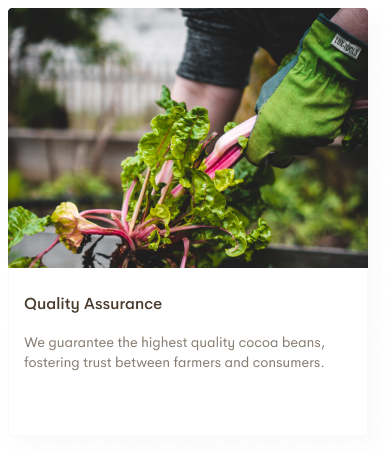 Quality Assurance
We guarantee the highest quality cocoa beans,
fostering trust between farmers and consumers.